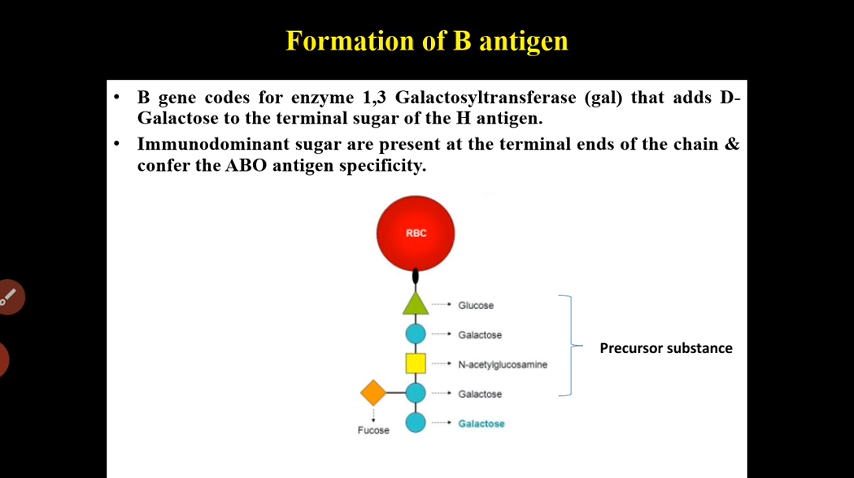 Formation of B antigen
• B gene codes for enzyme 1,3 Galactosyltransferase (gal) that adds D-
Galactose to the terminal sugar of the H antigen.
• Immunodominant sugar are present at the terminal ends of the chain &
confer the ABO antigen specificity.
RBC
Glucose
Galactose
Precursor substance
N-acetylglucosamine
Galactose
Galactose
Fucose